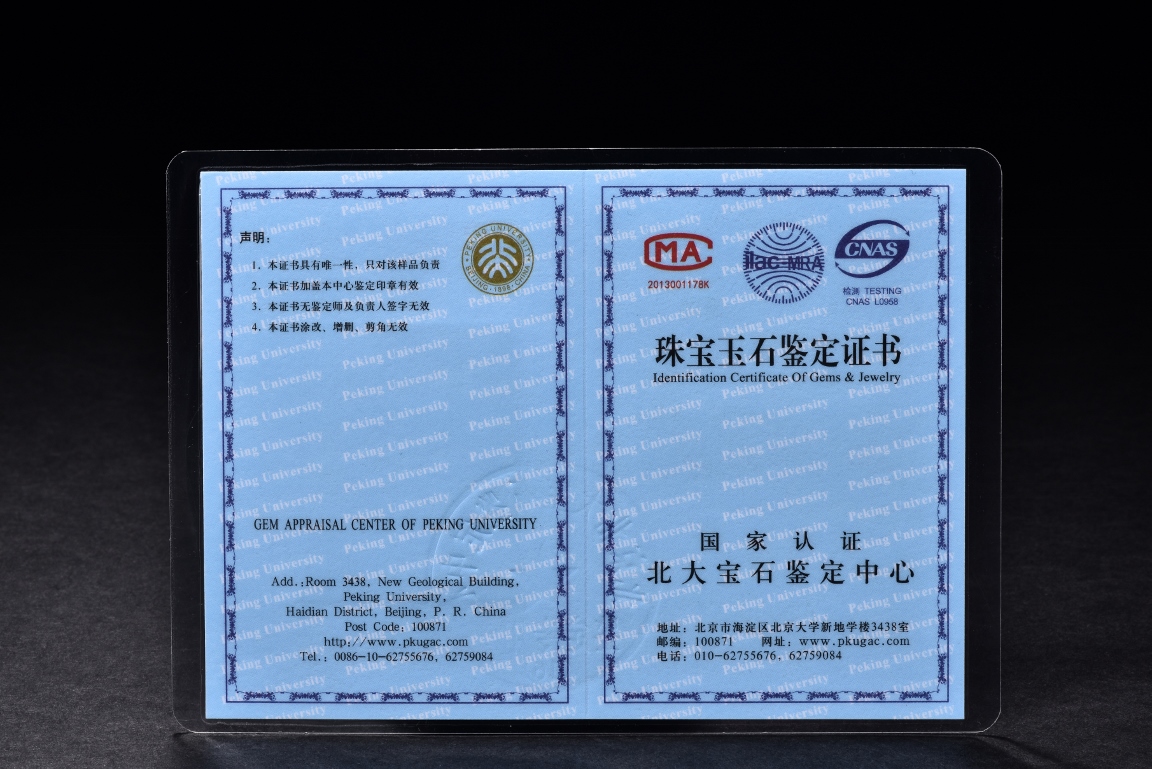 声明：
1．本证书具有唯一性，只对该样品负责
2．本证书加盖本中心鉴定印章有效
3．本证书无鉴定师及负责人签字无效
4．本证书涂改、增删、剪角无效
PEKING UNIVERSITY
BEIJING · 1898 · CHINA
GEM APPRAISAL CENTER OF PEKING UNIVERSITY
Add.:Room 3438, New Geological Building,
Peking University,
Haidian District, Beijing, P. R. China
Post Code: 100871
http://www.pkugac.com
Tel.: 0086-10-62755676, 62759084
MA
2013001178K
ilac-MRA
CNAS
检测 TESTING
CNAS L0958
珠宝玉石鉴定证书
Identification Certificate Of Gems & Jewelry
国家认证
北大宝石鉴定中心
地址：北京市海淀区北京大学新地学楼3438室
邮编：100871 网址：www.pkugac.com
电话：010-62755676, 62759084
Peking University